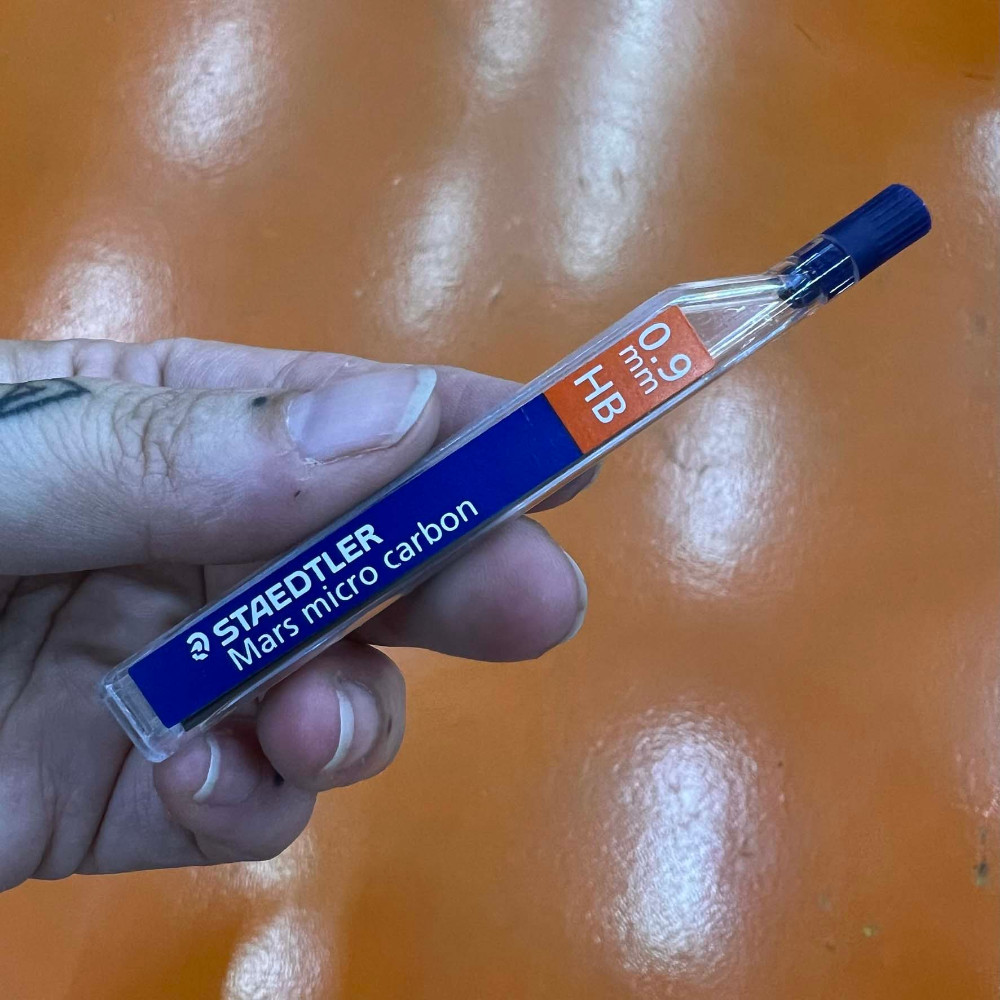 STAEDTLER
Mars micro carbon
0.9
mm
HB